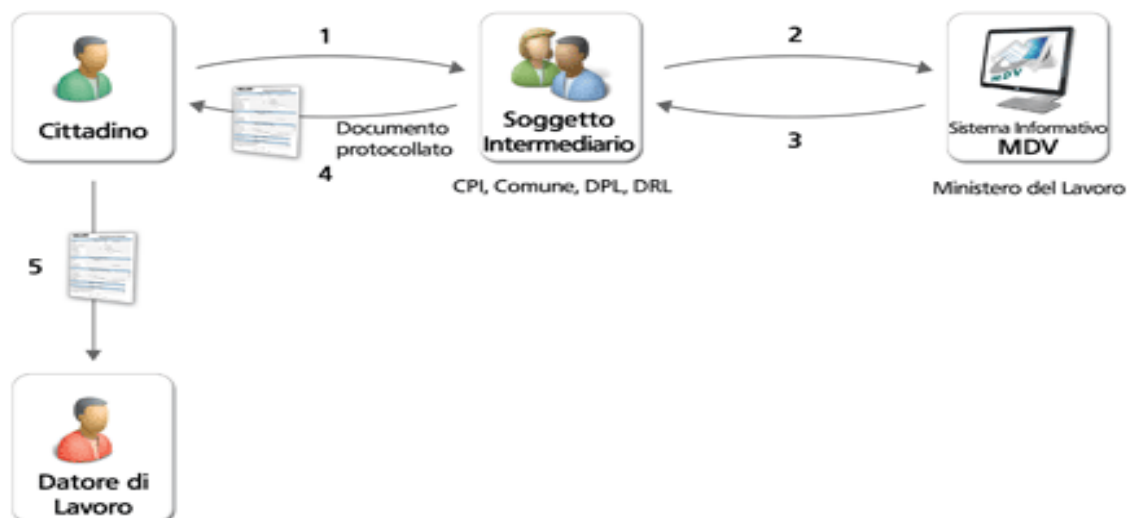 1
2
Cittadino
Documento
protocollato
4
Soggetto
Intermediario
3
Sistema Informativo
MDV
MDV
CPI, Comune, DPL, DRL
Ministero del Lavoro
5
Datore di
Lavoro